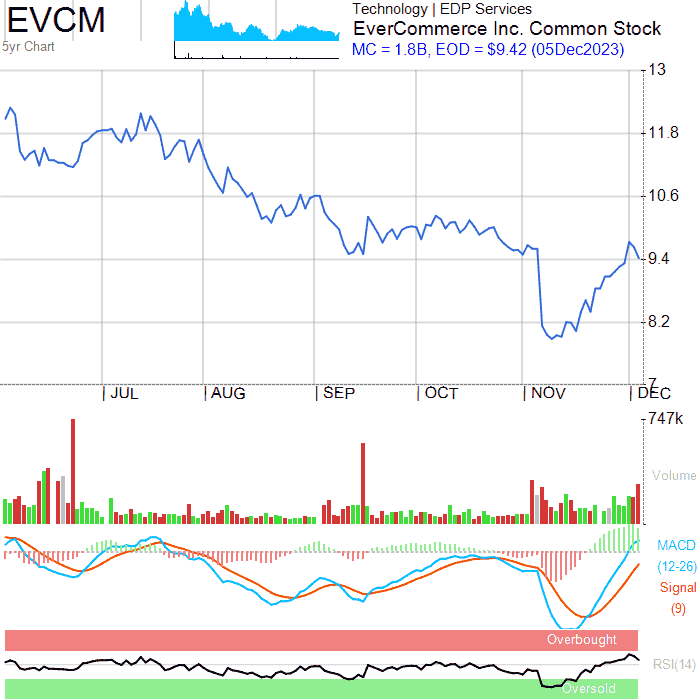 EVCM
5yr Chart
Technology | EDP Services
EverCommerce Inc. Common Stock
MC = 1.8B, EOD = $9.42 (05Dec2023)
13
11.8
10.6
9.4
8.2
7
JUL AUG SEP OCT NOV DEC
747k
Volume
MACD
(12-26)
Signal
(9)
Overbought
RSI(14)
Oversold